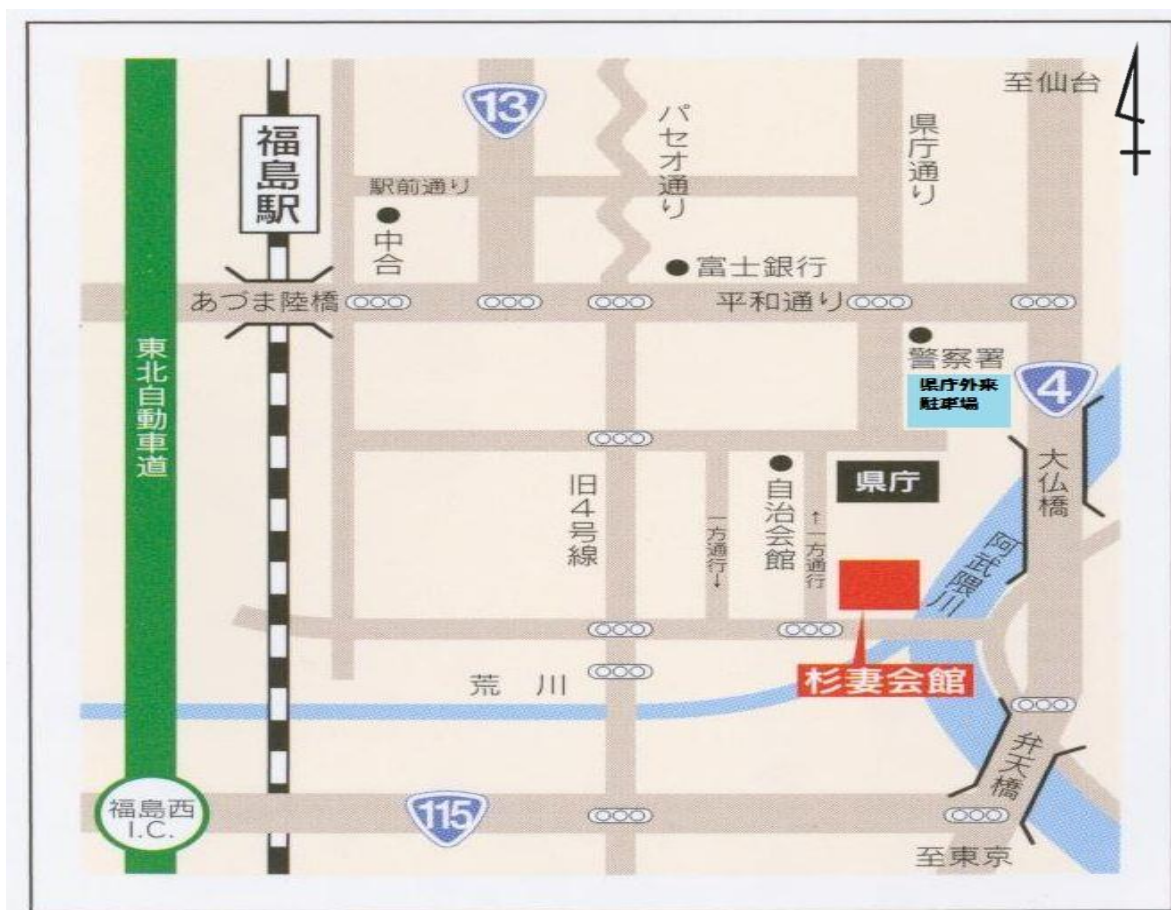 至仙台
13
パセオ通り
県庁通り
福島駅
駅前通り
中合
富士銀行
あづま陸橋
平和通り
東北自動車道
警察署
県庁外来
駐車場
4
大仏橋
県庁
旧4号線
一方通行↓
自治会館
↑一方通行
阿武隈川
杉妻会館
荒川
弁天橋
福島西
I.C.
115
至東京